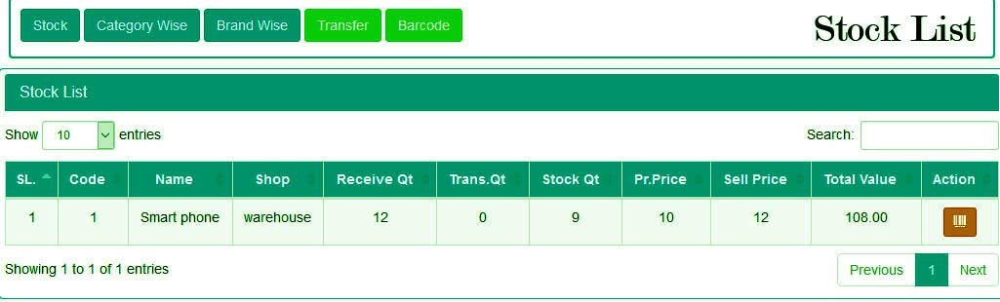 Stock Category Wise Brand Wise Transfer Barcode Stock List
Stock List
Show 10 entries Search:
SL. Code Name Shop Receive Qt Trans.Qt Stock Qt Pr.Price Sell Price Total Value Action
1 1 Smart phone warehouse 12 0 9 10 12 108.00
Showing 1 to 1 of 1 entries Previous 1 Next